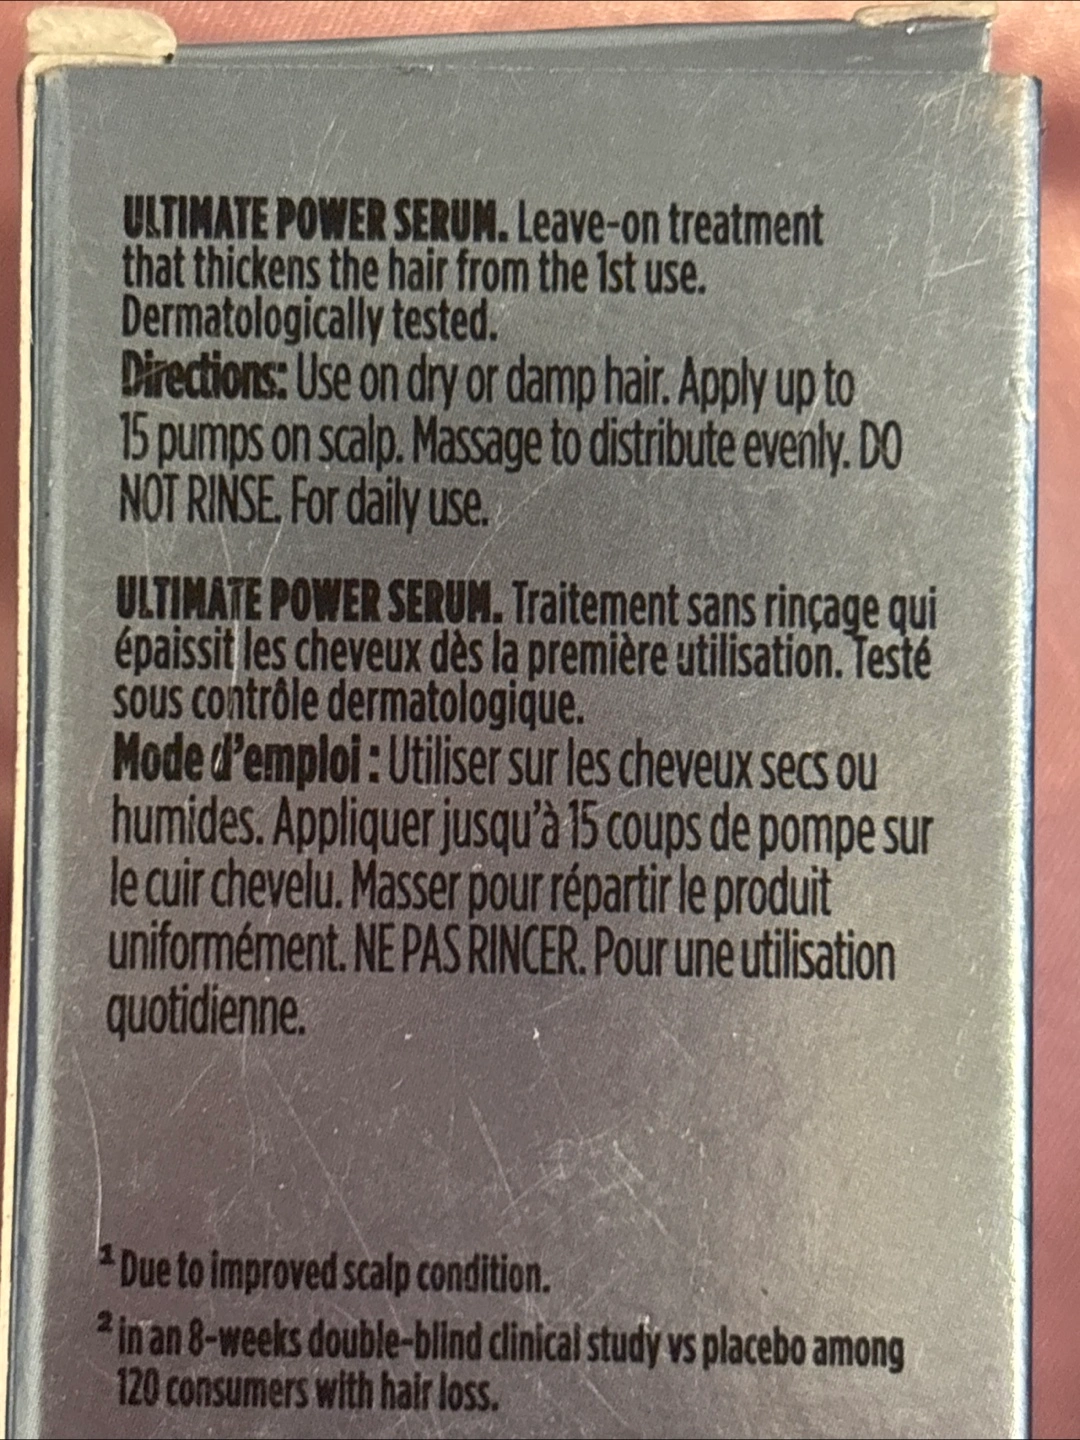 ULTIMATE POWER SERUM. Leave-on treatment
that thickens the hair from the 1st use.
Dermatologically tested.
Directions: Use on dry or damp hair. Apply up to
15 pumps on scalp. Massage to distribute evenly. DO
NOT RINSE. For daily use.
ULTIMATE POWER SERUM. Traitement sans rinçage qui
épaissit les cheveux dès la première utilisation. Testé
sous contrôle dermatologique.
Mode d'emploi : Utiliser sur les cheveux secs ou
humides. Appliquer jusqu'à 15 coups de pompe sur
le cuir chevelu. Masser pour répartir le produit
uniformément. NE PAS RINCER. Pour une utilisation
quotidienne.
¹ Due to improved scalp condition.
² in an 8-weeks double-blind clinical study vs placebo among
120 consumers with hair loss.